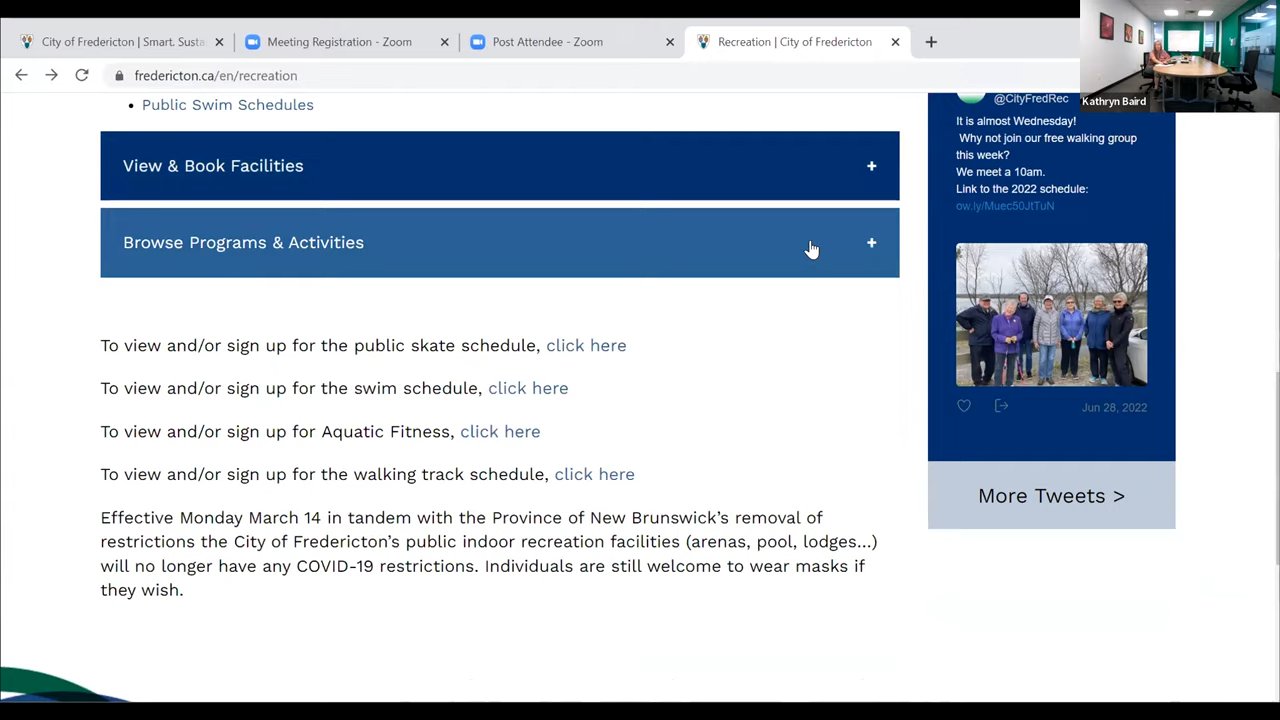 City of Fredericton | Smart. Susta
Meeting Registration - Zoom
Post Attendee - Zoom
Recreation | City of Fredericton
fredericton.ca/en/recreation
Kathryn Baird
Public Swim Schedules
View & Book Facilities
Browse Programs & Activities
To view and/or sign up for the public skate schedule, click here
To view and/or sign up for the swim schedule, click here
To view and/or sign up for Aquatic Fitness, click here
To view and/or sign up for the walking track schedule, click here
Effective Monday March 14 in tandem with the Province of New Brunswick’s removal of
restrictions the City of Fredericton’s public indoor recreation facilities (arenas, pool, lodges...)
will no longer have any COVID-19 restrictions. Individuals are still welcome to wear masks if
they wish.
@CityFredRec
It is almost Wednesday!
Why not join our free walking group
this week?
We meet a 10am.
Link to the 2022 schedule:
ow.ly/Muec50JtTuN
Jun 28, 2022
More Tweets >